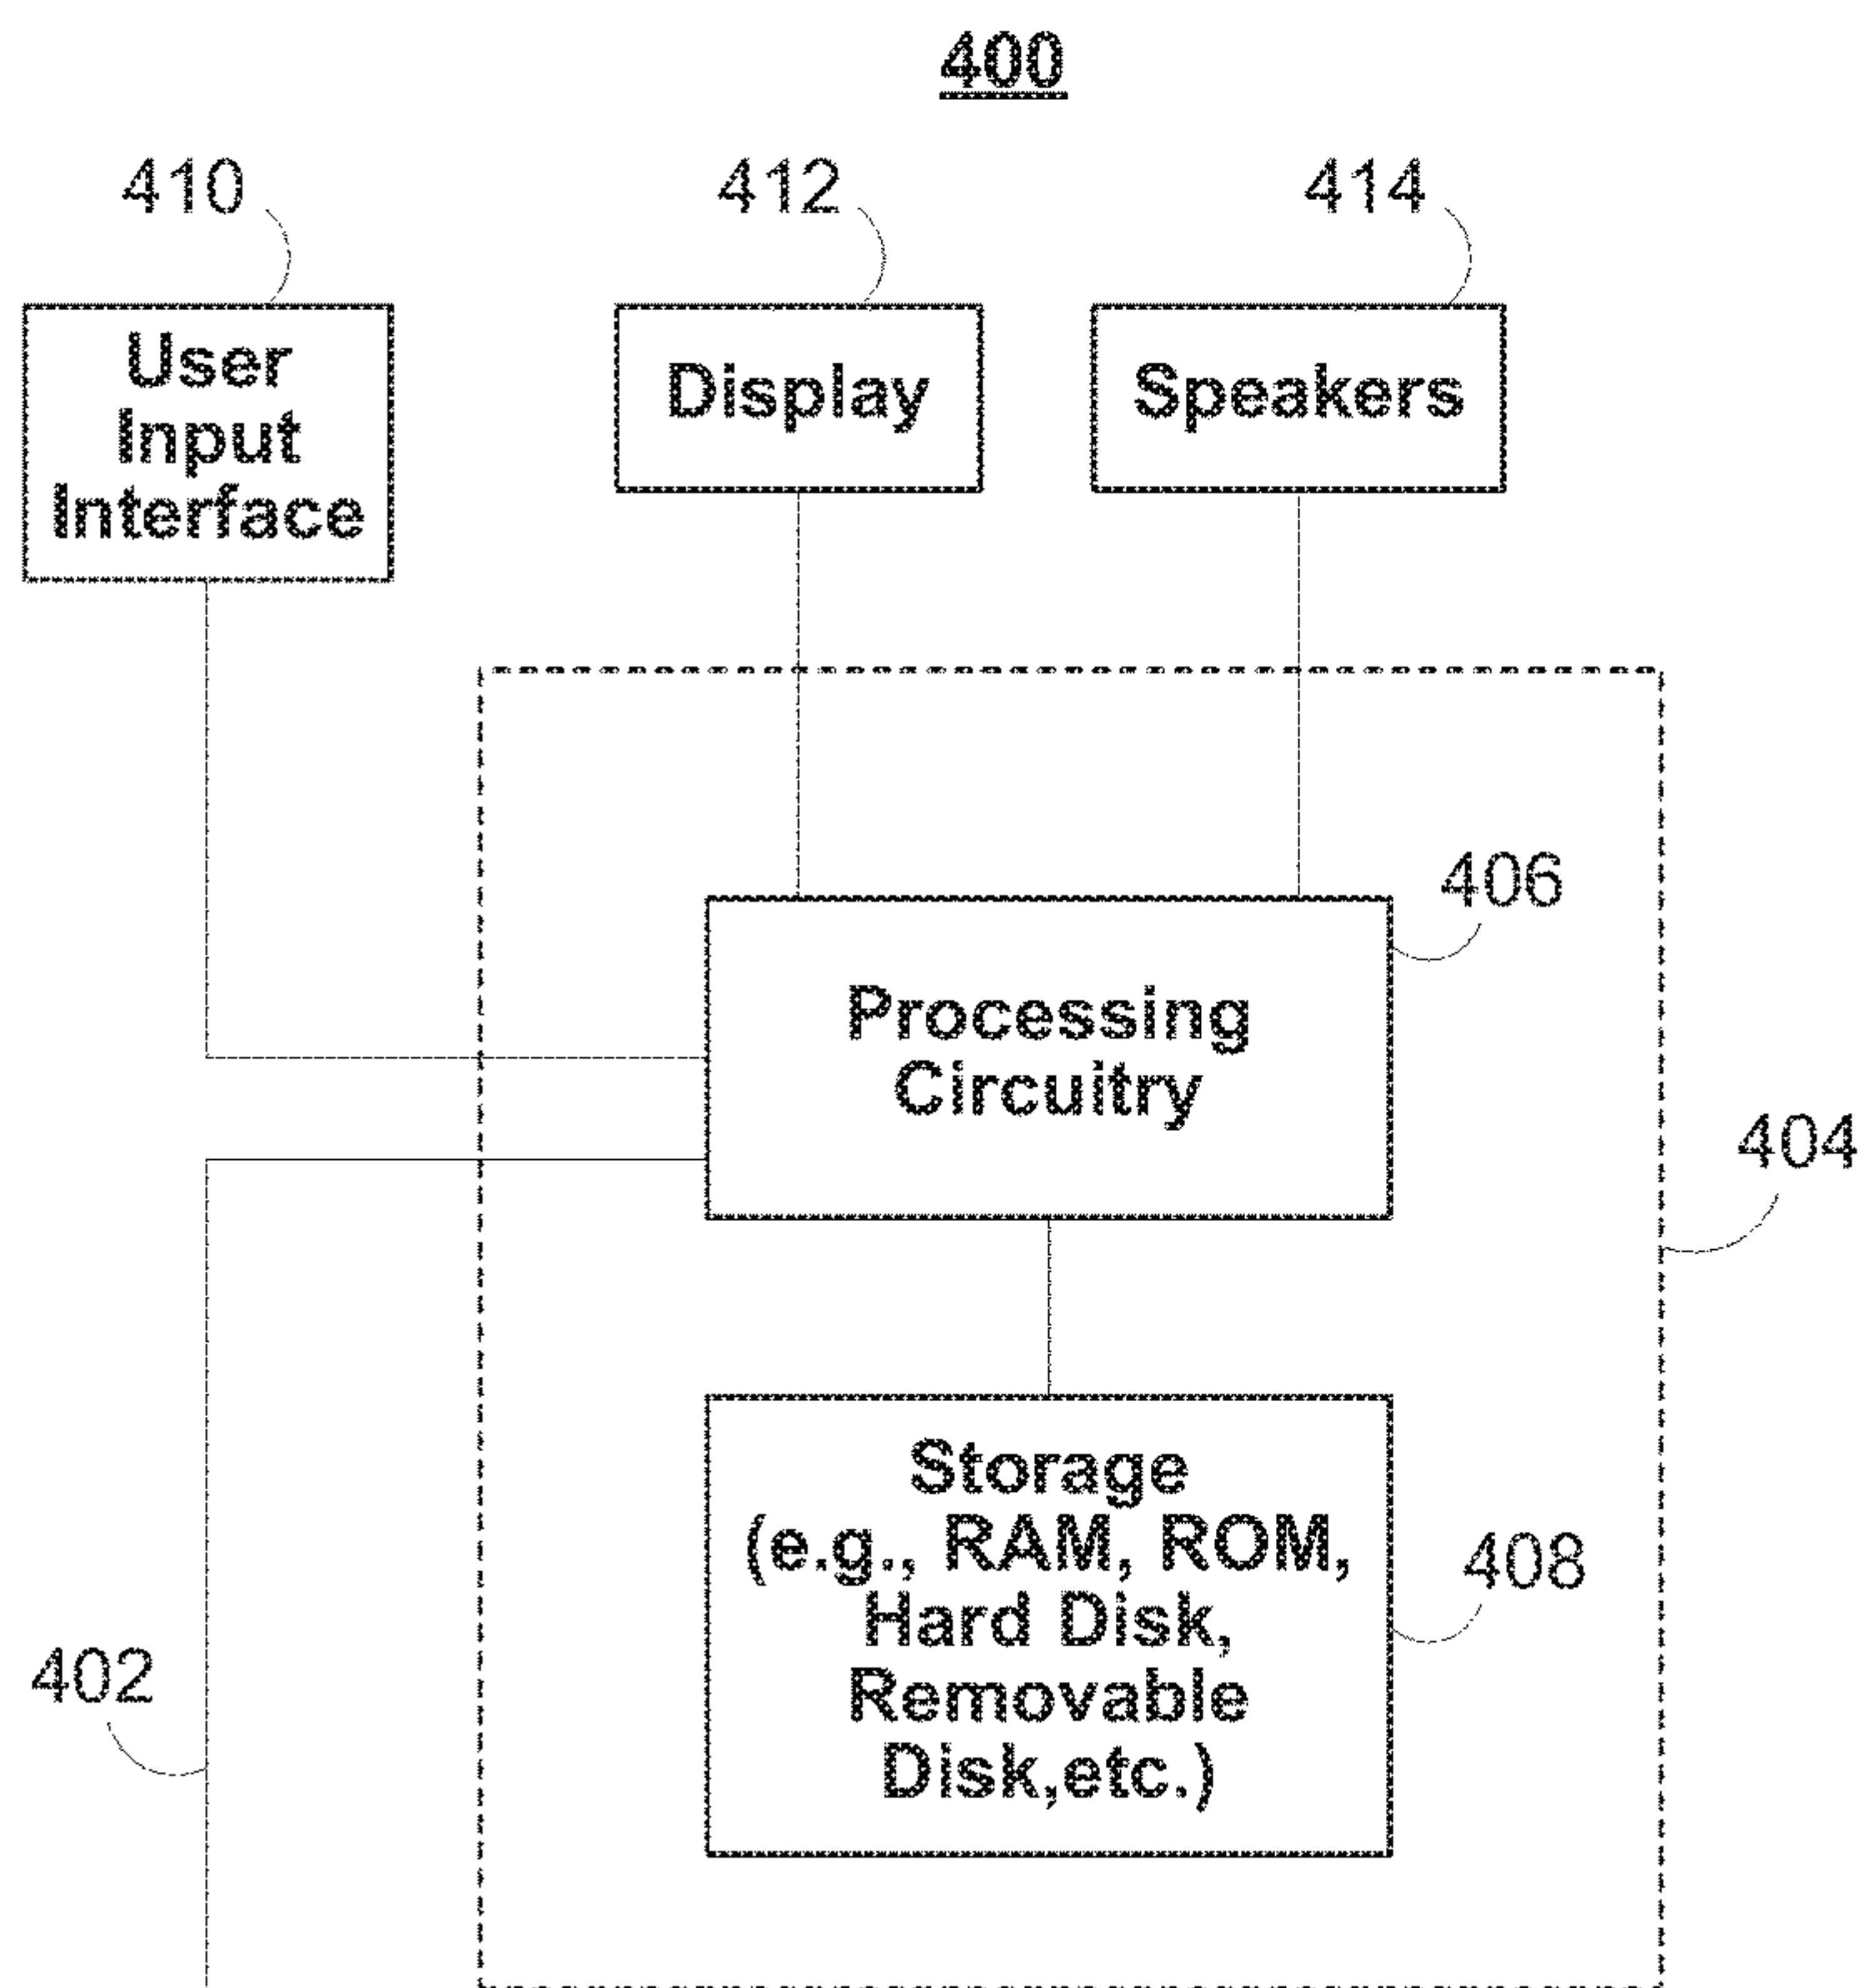 400
410
412
414
User
Input
Interface
Display
Speakers
406
Processing
Circuitry
404
Storage
(e.g., RAM, ROM,
Hard Disk,
Removable
Disk,etc.)
408
402